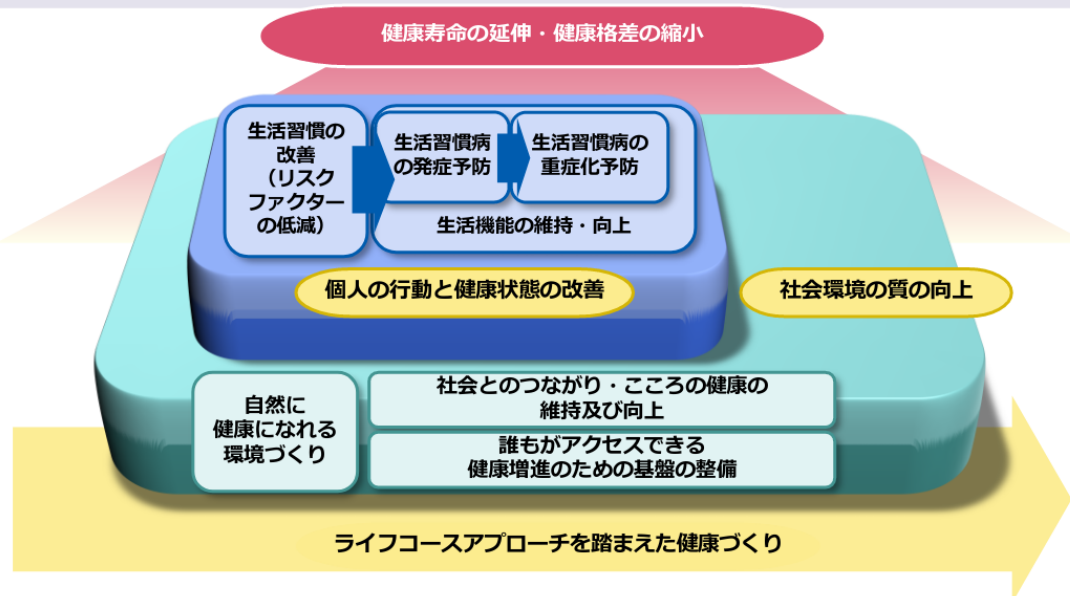 健康寿命の延伸・健康格差の縮小
生活習慣の
改善
（リスク
ファクター
の低減）
生活習慣病
の発症予防
生活習慣病の
重症化予防
生活機能の維持・向上
個人の行動と健康状態の改善
社会環境の質の向上
自然に
健康になれる
環境づくり
社会とのつながり・こころの健康の
維持及び向上
誰もがアクセスできる
健康増進のための基盤の整備
ライフコースアプローチを踏まえた健康づくり